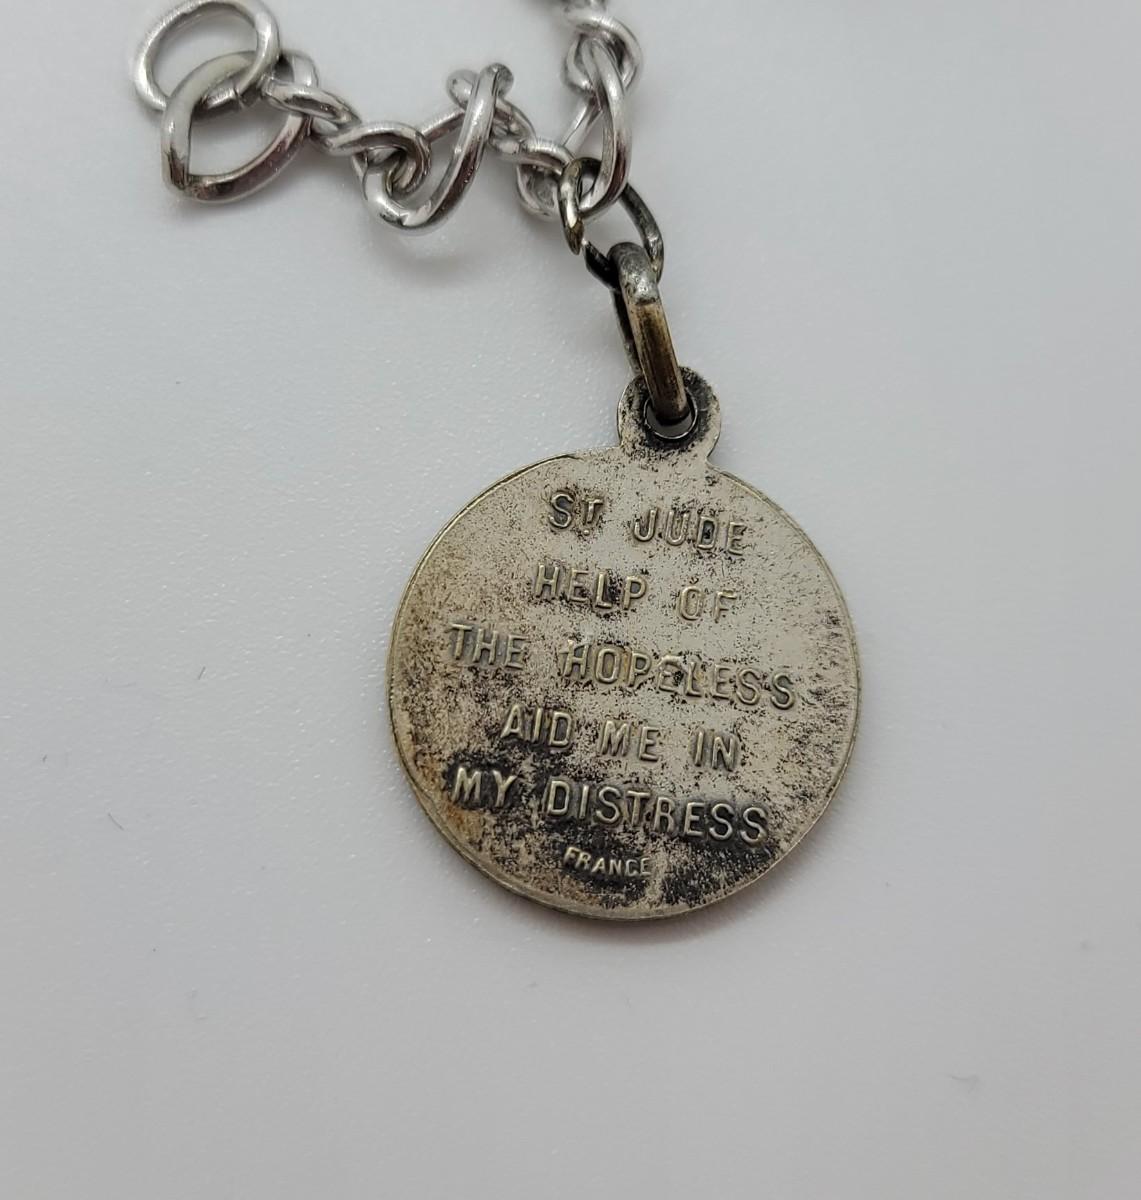 ST JUDE
HELP OF
THE HOPELESS
AID ME IN
MY DISTRESS
FRANCE